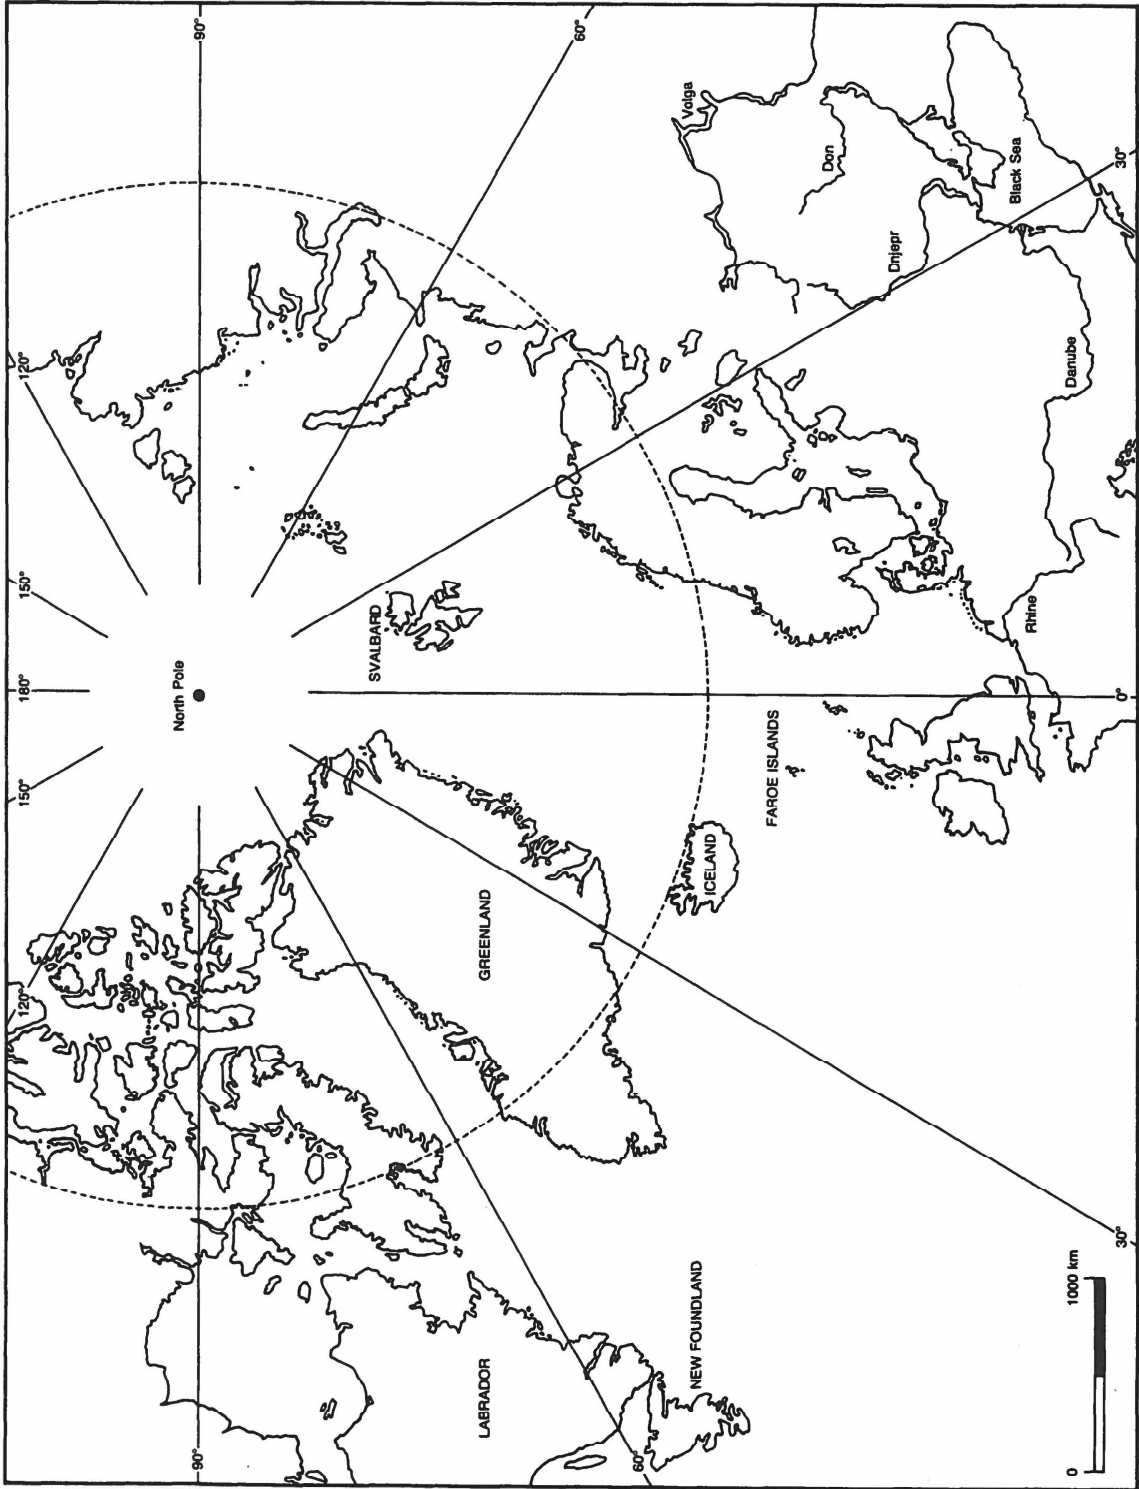 90°
60°
30°
0°
30°
60°
90°
120°
150°
180°
150°
120°
North Pole
SVALBARD
GREENLAND
ICELAND
FAROE ISLANDS
LABRADOR
NEW FOUNDLAND
Volga
Don
Dnjepr
Black Sea
Danube
Rhine
0
1000 km